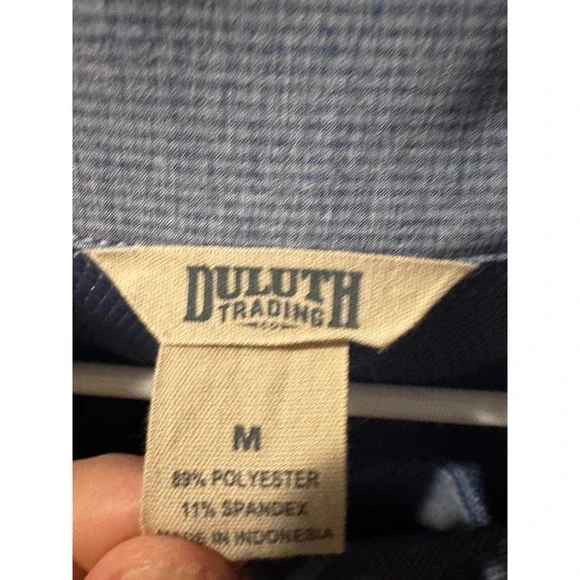 DULUTH
TRADING
CO
M
89% POLYESTER
11% SPANDEX
MADE IN INDONESIA